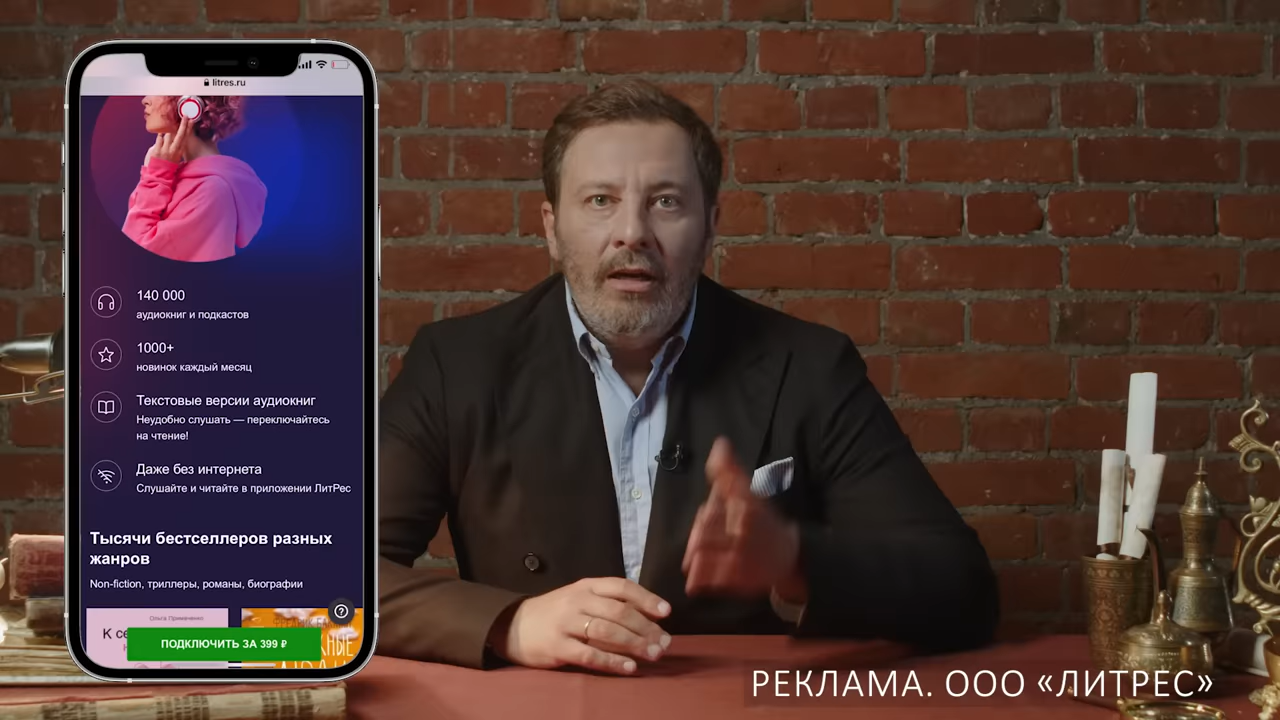 litres.ru
140 000
аудиокниг и подкастов
1000+
новинок каждый месяц
Текстовые версии аудиокниг
Неудобно слушать — переключайтесь
на чтение!
Даже без интернета
Слушайте и читайте в приложении ЛитРес
Тысячи бестселлеров разных
жанров
Non-fiction, триллеры, романы, биографии
К се
ПОДКЛЮЧИТЬ ЗА 399 ₽
РЕКЛАМА. ООО «ЛИТРЕС»